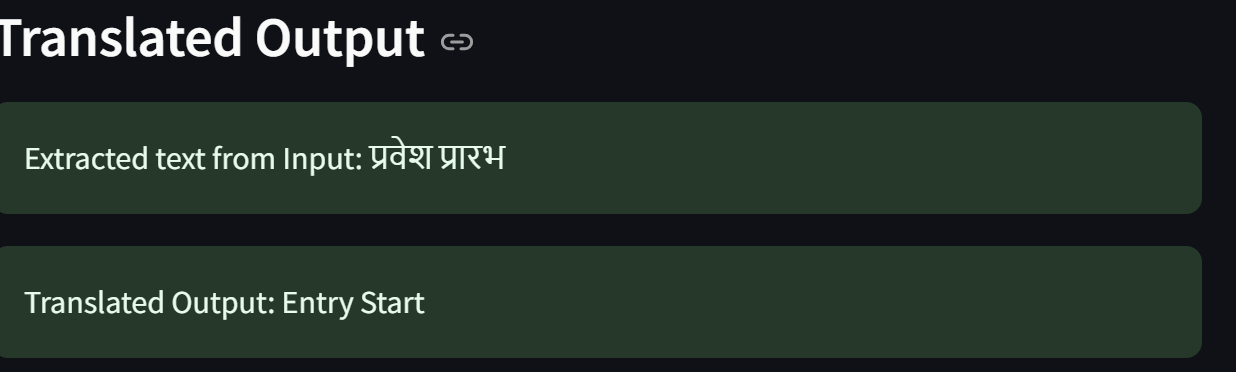 Translated Output
Extracted text from Input: प्रवेश प्रारभ
Translated Output: Entry Start